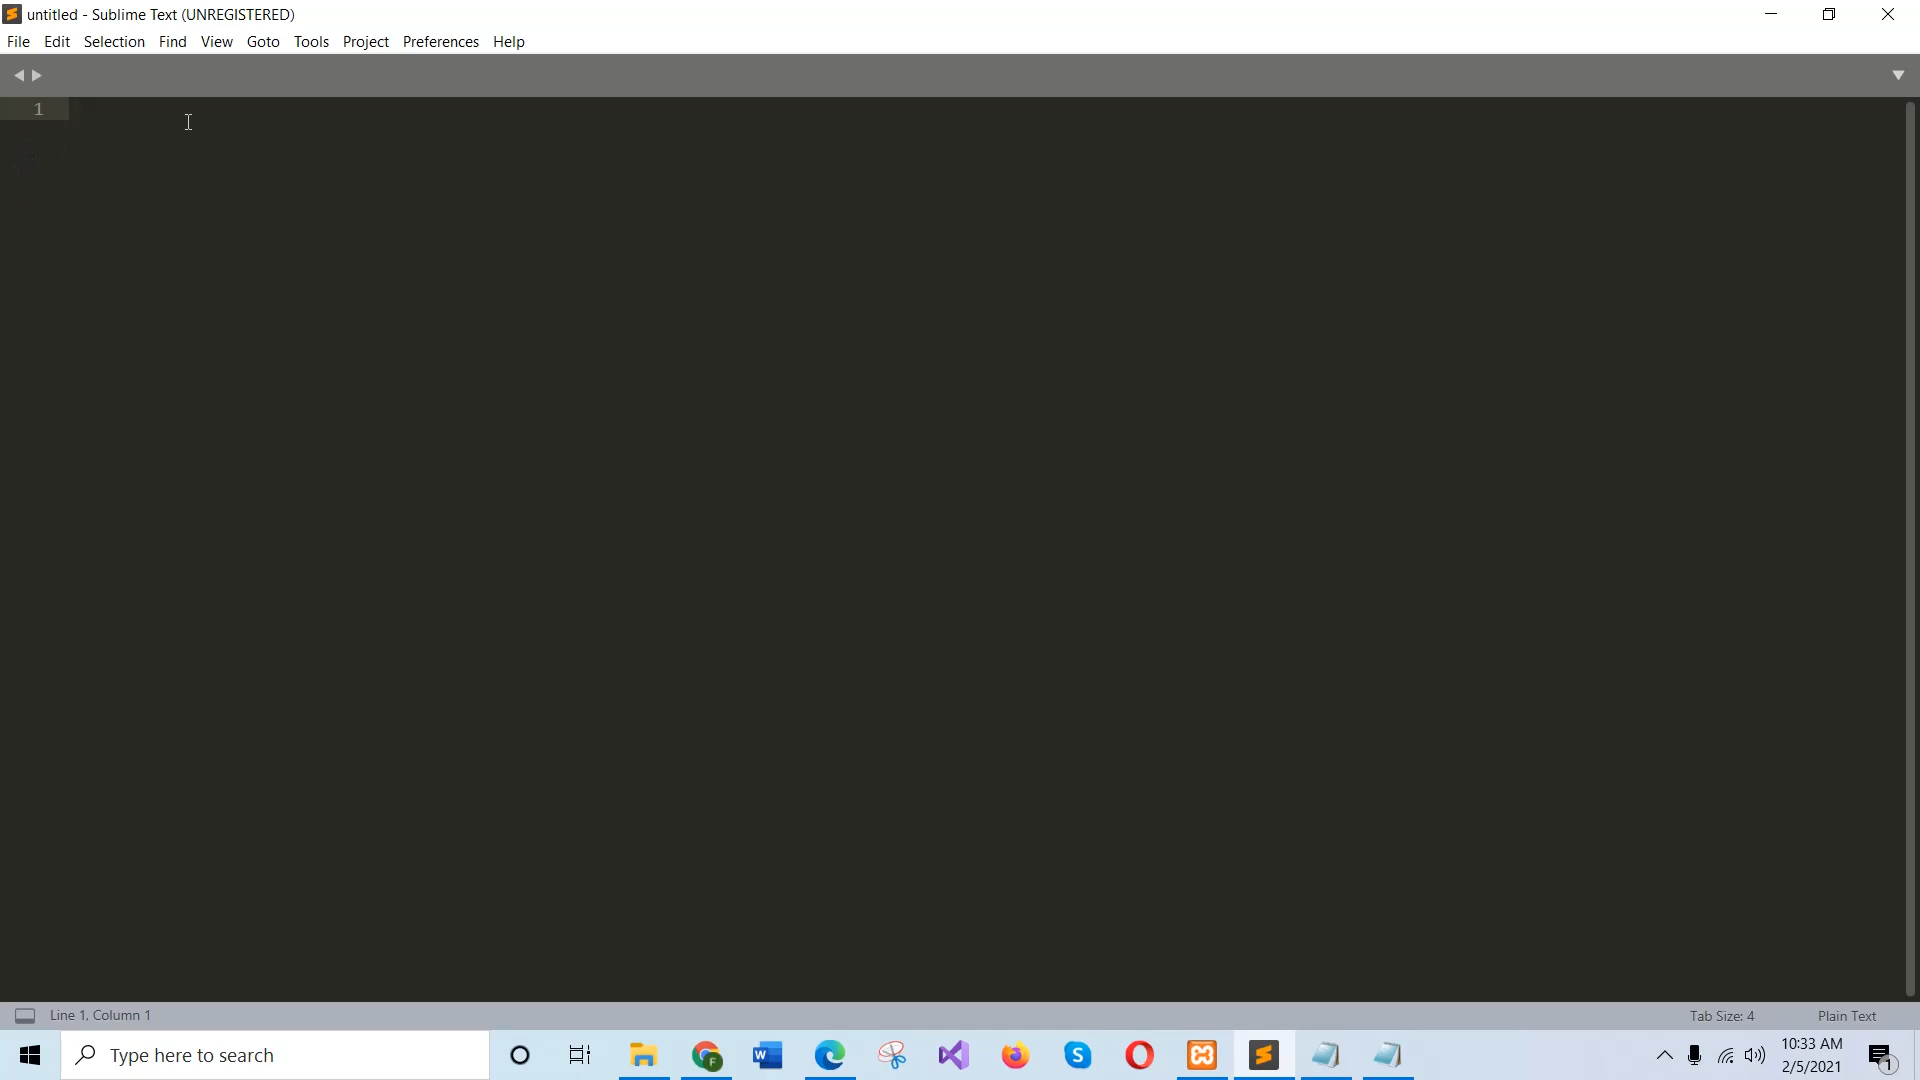 untitled - Sublime Text (UNREGISTERED)
File Edit Selection Find View Goto Tools Project Preferences Help
1
Line 1, Column 1
Tab Size: 4 Plain Text
Type here to search
10:33 AM
2/5/2021
1